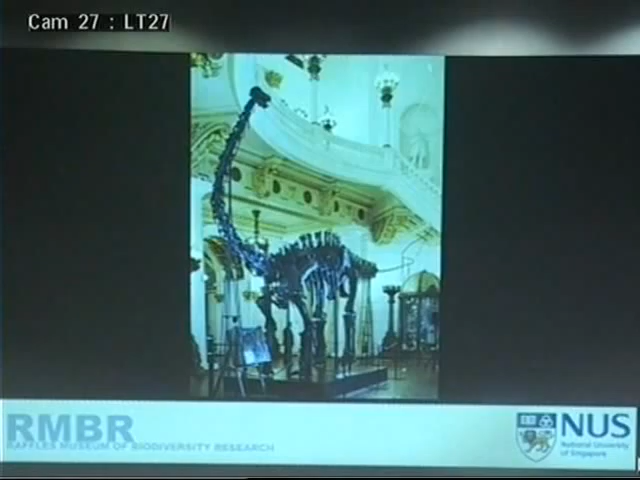 Cam 27 : LT27
RMBR
RAFFLES MUSEUM OF BIODIVERSITY RESEARCH
NUS
National University
of Singapore